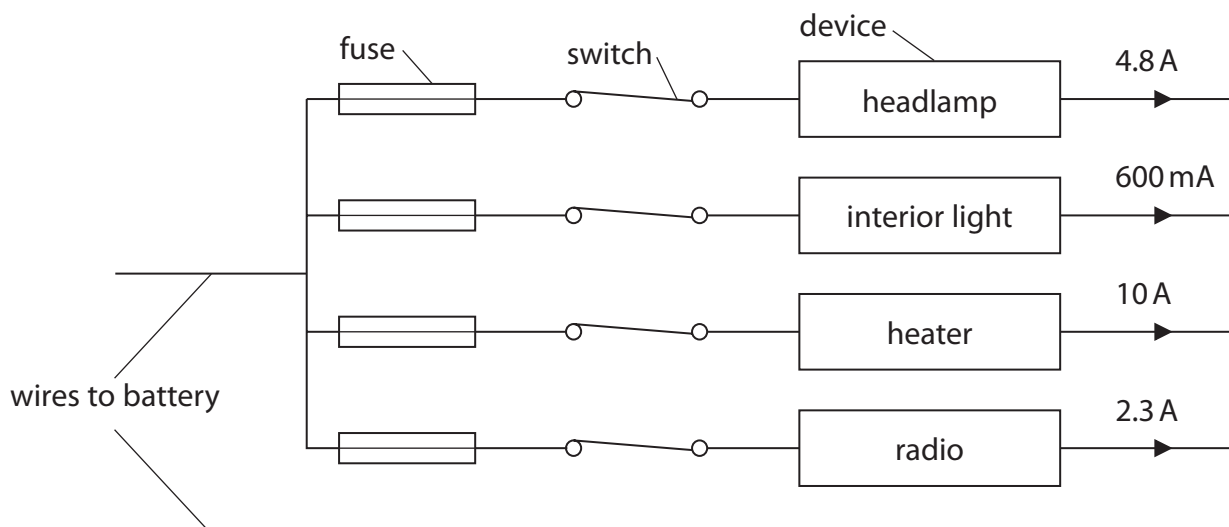 fuse
switch
device
headlamp
4.8 A
interior light
600 mA
heater
10 A
wires to battery
radio
2.3 A